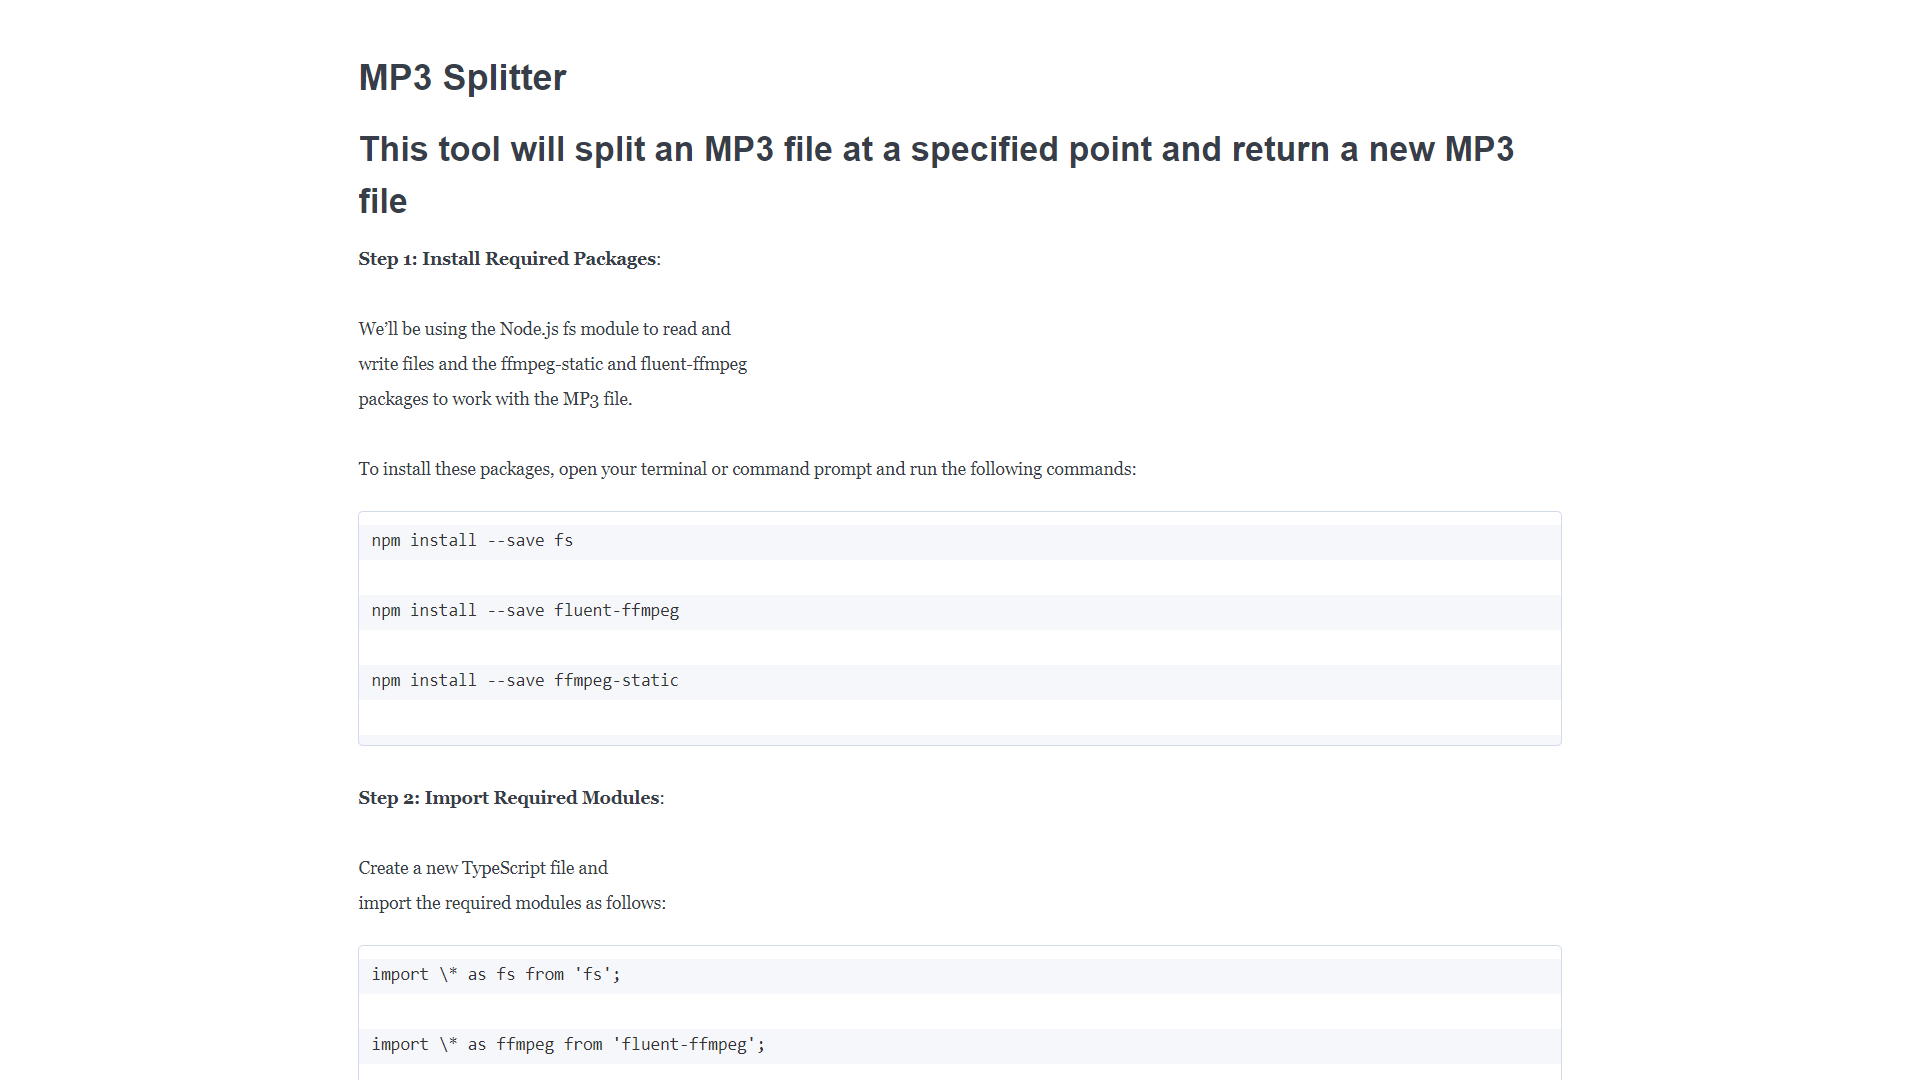 MP3 Splitter
This tool will split an MP3 file at a specified point and return a new MP3
file
Step 1: Install Required Packages:
We’ll be using the Node.js fs module to read and
write files and the ffmpeg-static and fluent-ffmpeg
packages to work with the MP3 file.
To install these packages, open your terminal or command prompt and run the following commands:
npm install --save fs
npm install --save fluent-ffmpeg
npm install --save ffmpeg-static
Step 2: Import Required Modules:
Create a new TypeScript file and
import the required modules as follows:
import \* as fs from 'fs';
import \* as ffmpeg from 'fluent-ffmpeg';